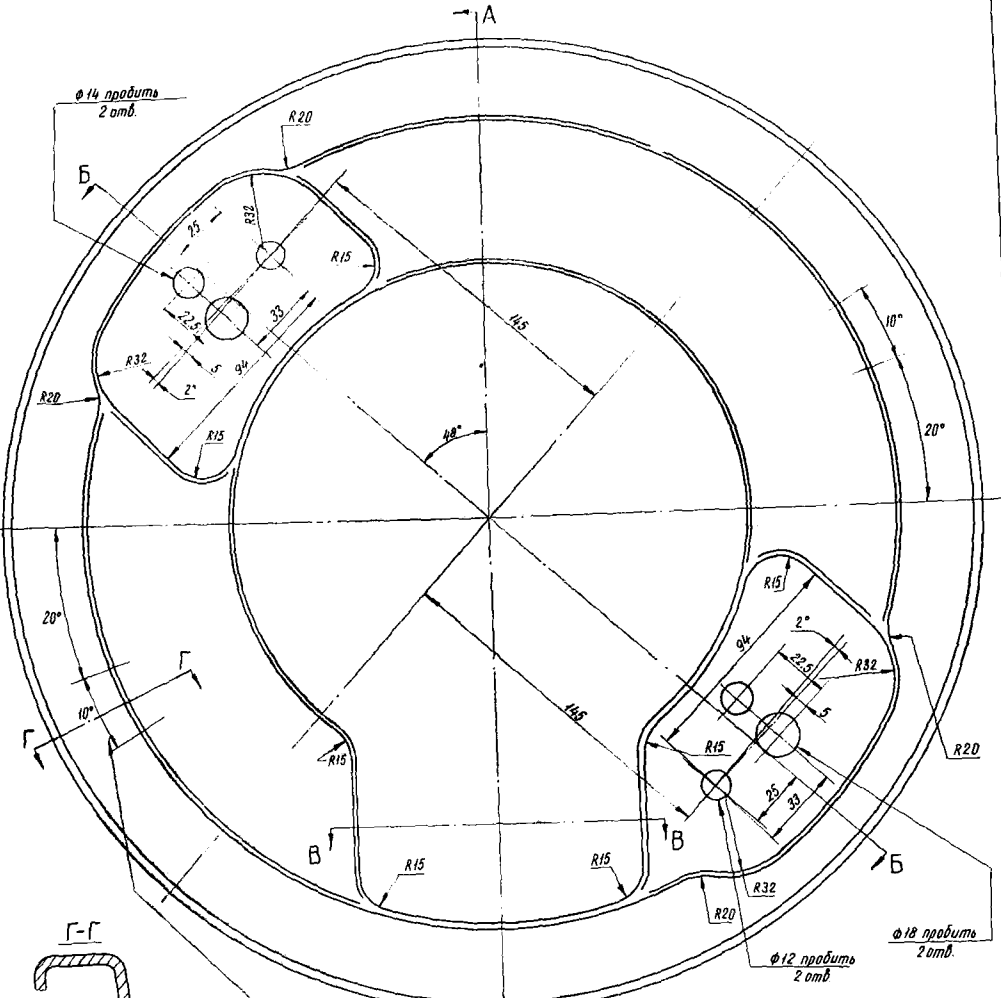 А
ф14 пробить
2 отв.
R20
Б
25
R32
R15
22,5
33
145
5
94
R32
2°
R20
R15
48°
10°
20°
20°
R15
94
2°
22,5
R32
5
Г
10°
Г
145
R15
R15
R20
25
33
В
В
R15
R15
R32
R20
Б
Г-Г
ф12 пробить
2 отв
ф18 пробить
2 отв.